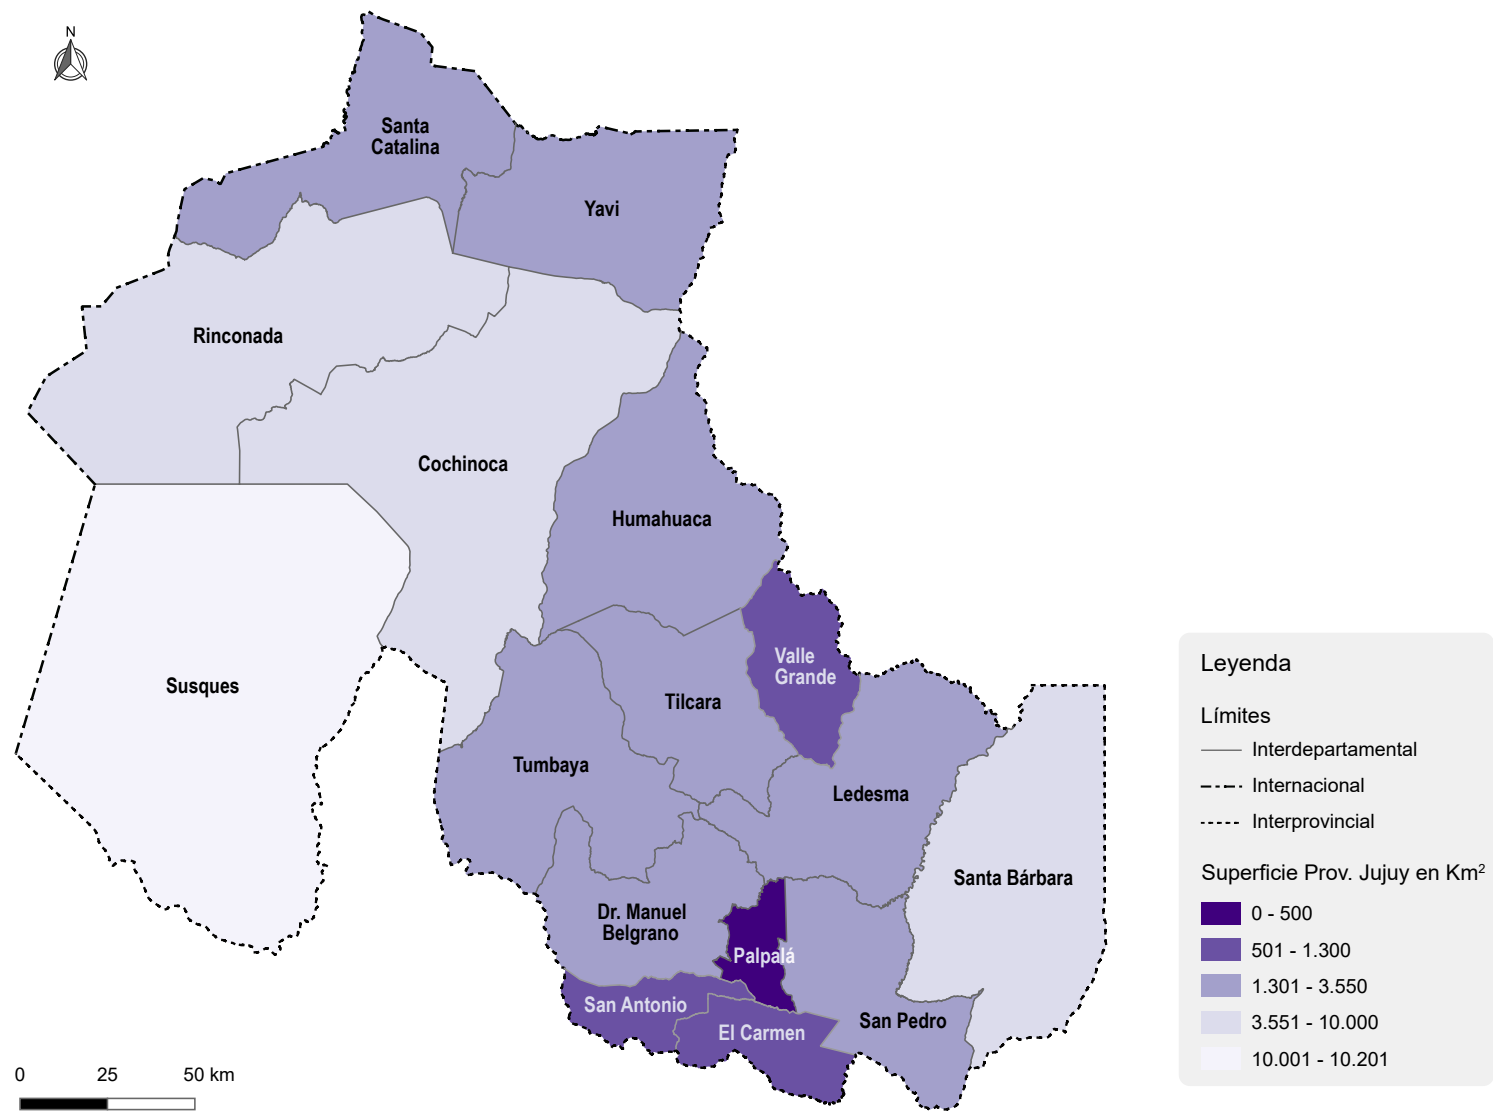 N
Santa
Catalina
Yavi
Rinconada
Cochinoca
Humahuaca
Valle
Grande
Susques
Tilcara
Tumbaya
Ledesma
Santa Bárbara
Dr. Manuel
Belgrano
Palpalá
San Antonio
El Carmen
San Pedro
0 25 50 km
Leyenda
Límites
Interdepartamental
Internacional
Interprovincial
Superficie Prov. Jujuy en Km²
0 - 500
501 - 1.300
1.301 - 3.550
3.551 - 10.000
10.001 - 10.201